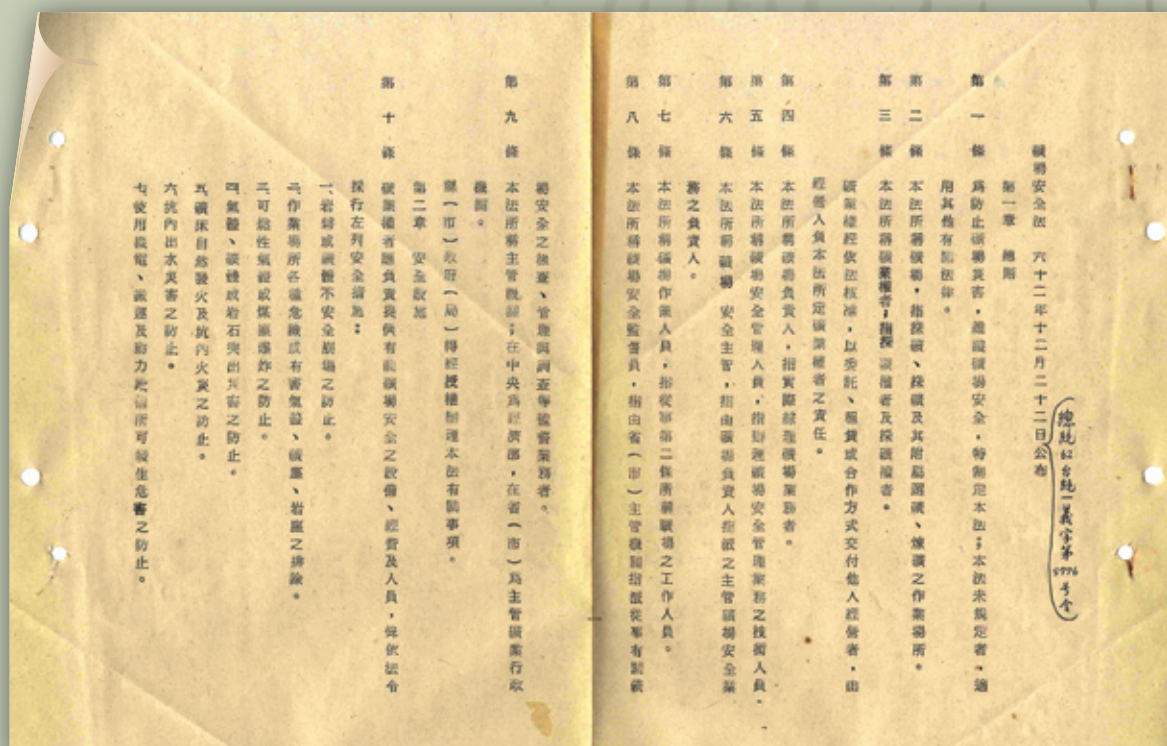 礦場安全法　六十二年十二月二十二日公布
總統62台統一義字第5776号令
第一章　總則
第一條　為防止礦場災害，維護礦場安全，特制定本法；本法未規定者，適
用其他有關法律。
第二條　本法所稱礦場，指探礦、採礦及其附屬選礦、煉礦之作業場所。
第三條　本法所稱礦業權者，指探礦權者及採礦權者。
礦業權經依法核准，以委託、租賃或合作方式交付他人經營者，由
經營人負本法所定礦業權者之責任。
第四條　本法所稱礦場負責人，指實際綜理礦場業務者。
第五條　本法所稱礦場安全管理人員，指辦理礦場安全管理業務之技術人員。
第六條　本法所稱礦場　安全主管，指由礦場負責人指派之主管礦場安全業
務之負責人。
第七條　本法所稱礦場作業人員，指從事第二條所稱礦場之工作人員。
第八條　本法所稱礦場安全監督員，指由省（市）主管機關指派從事有關礦
場安全之檢查、管理與調查等監督業務者。
第九條　本法所稱主管機關；在中央為經濟部，在省（市）為主管礦業行政
機關。
縣（市）政府（局）得經授權辦理本法有關事項。
第二章　安全設施
第十條　礦業權者應負責提供有關礦場安全之設備、經費及人員，俾依法令
採行左列安全措施：
一、岩磐或礦體不安全崩塌之防止。
二、作業場所各種危險或有害氣體、礦塵、岩塵之排除。
三、可燃性氣體或煤塵爆炸之防止。
四、氣體、礦體或岩石突出災害之防止。
五、礦床自然發火及坑內火災之防止。
六、坑內出水災害之防止。
七、使用機電、搬運及動力設備所可發生危害之防止。